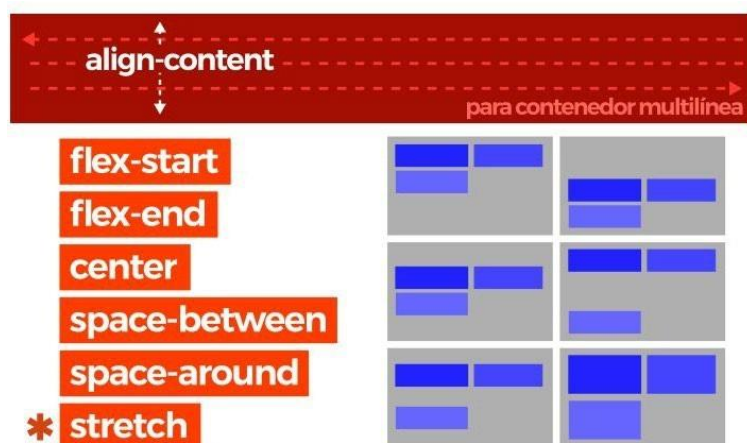 align-content
para contenedor multilínea
flex-start
flex-end
center
space-between
space-around
* stretch